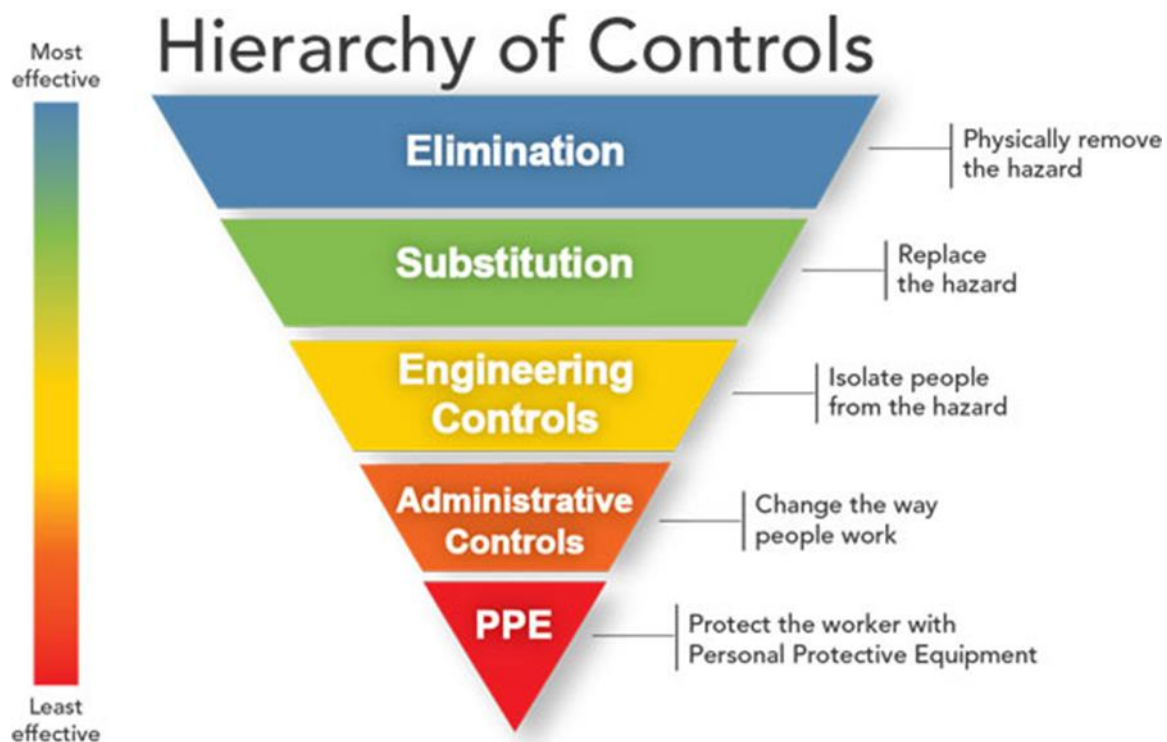 Hierarchy of Controls
Most
effective
Elimination
Physically remove
the hazard
Substitution
Replace
the hazard
Engineering
Controls
Isolate people
from the hazard
Administrative
Controls
Change the way
people work
PPE
Protect the worker with
Personal Protective Equipment
Least
effective